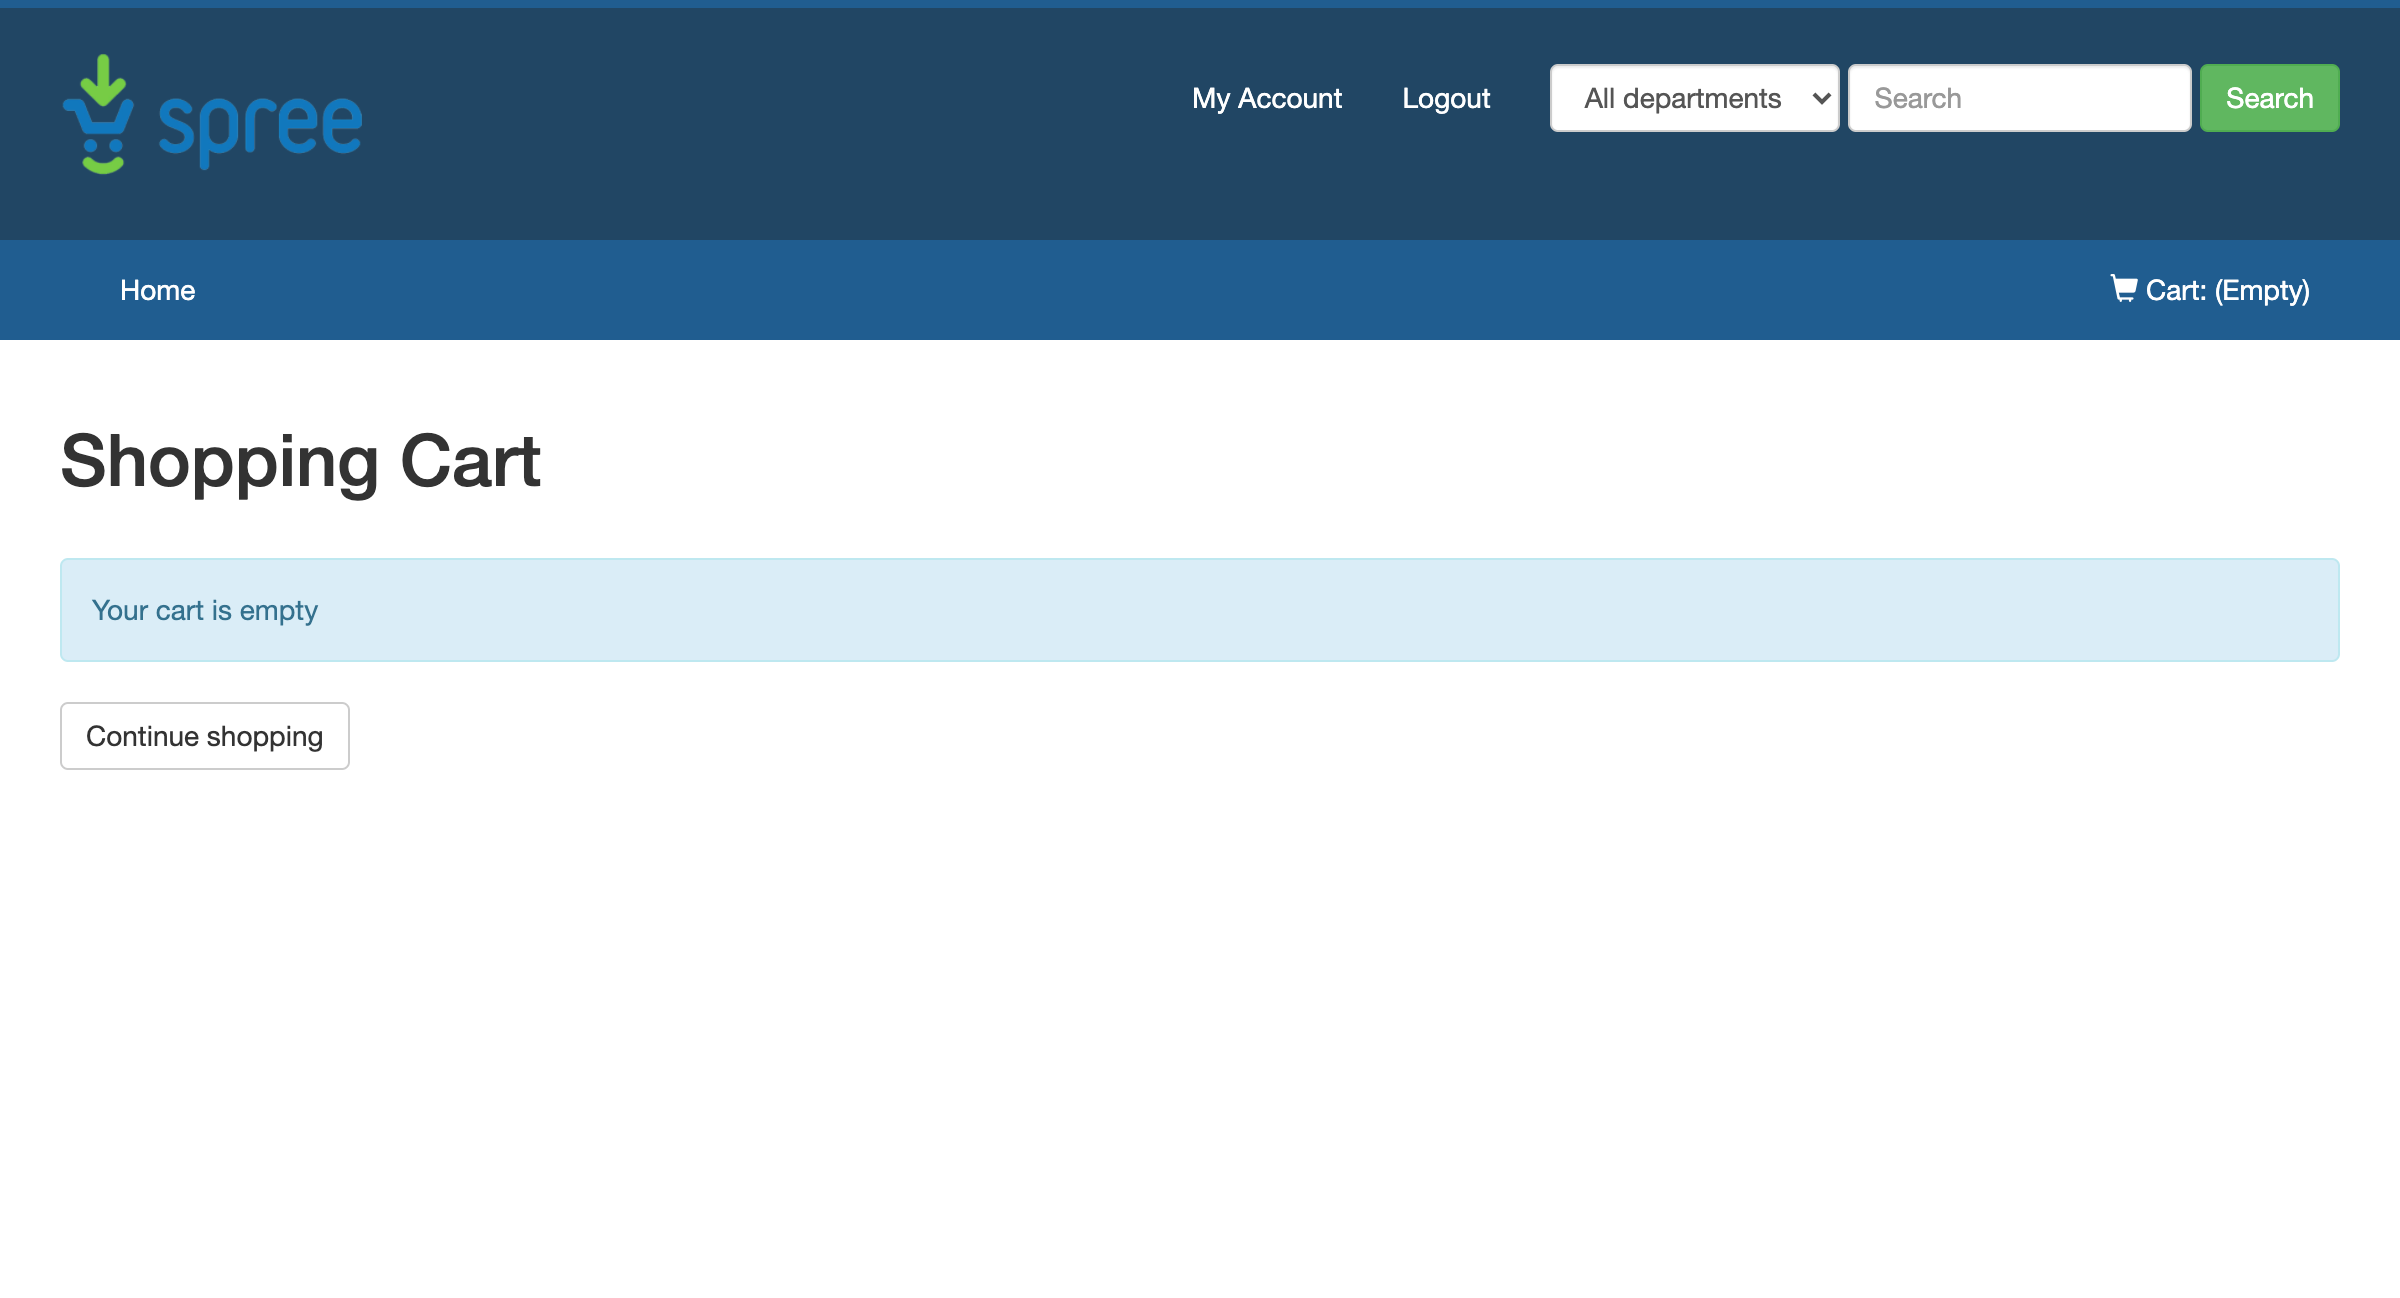 spree
My Account Logout All departments Search Search
Home Cart: (Empty)
Shopping Cart
Your cart is empty
Continue shopping